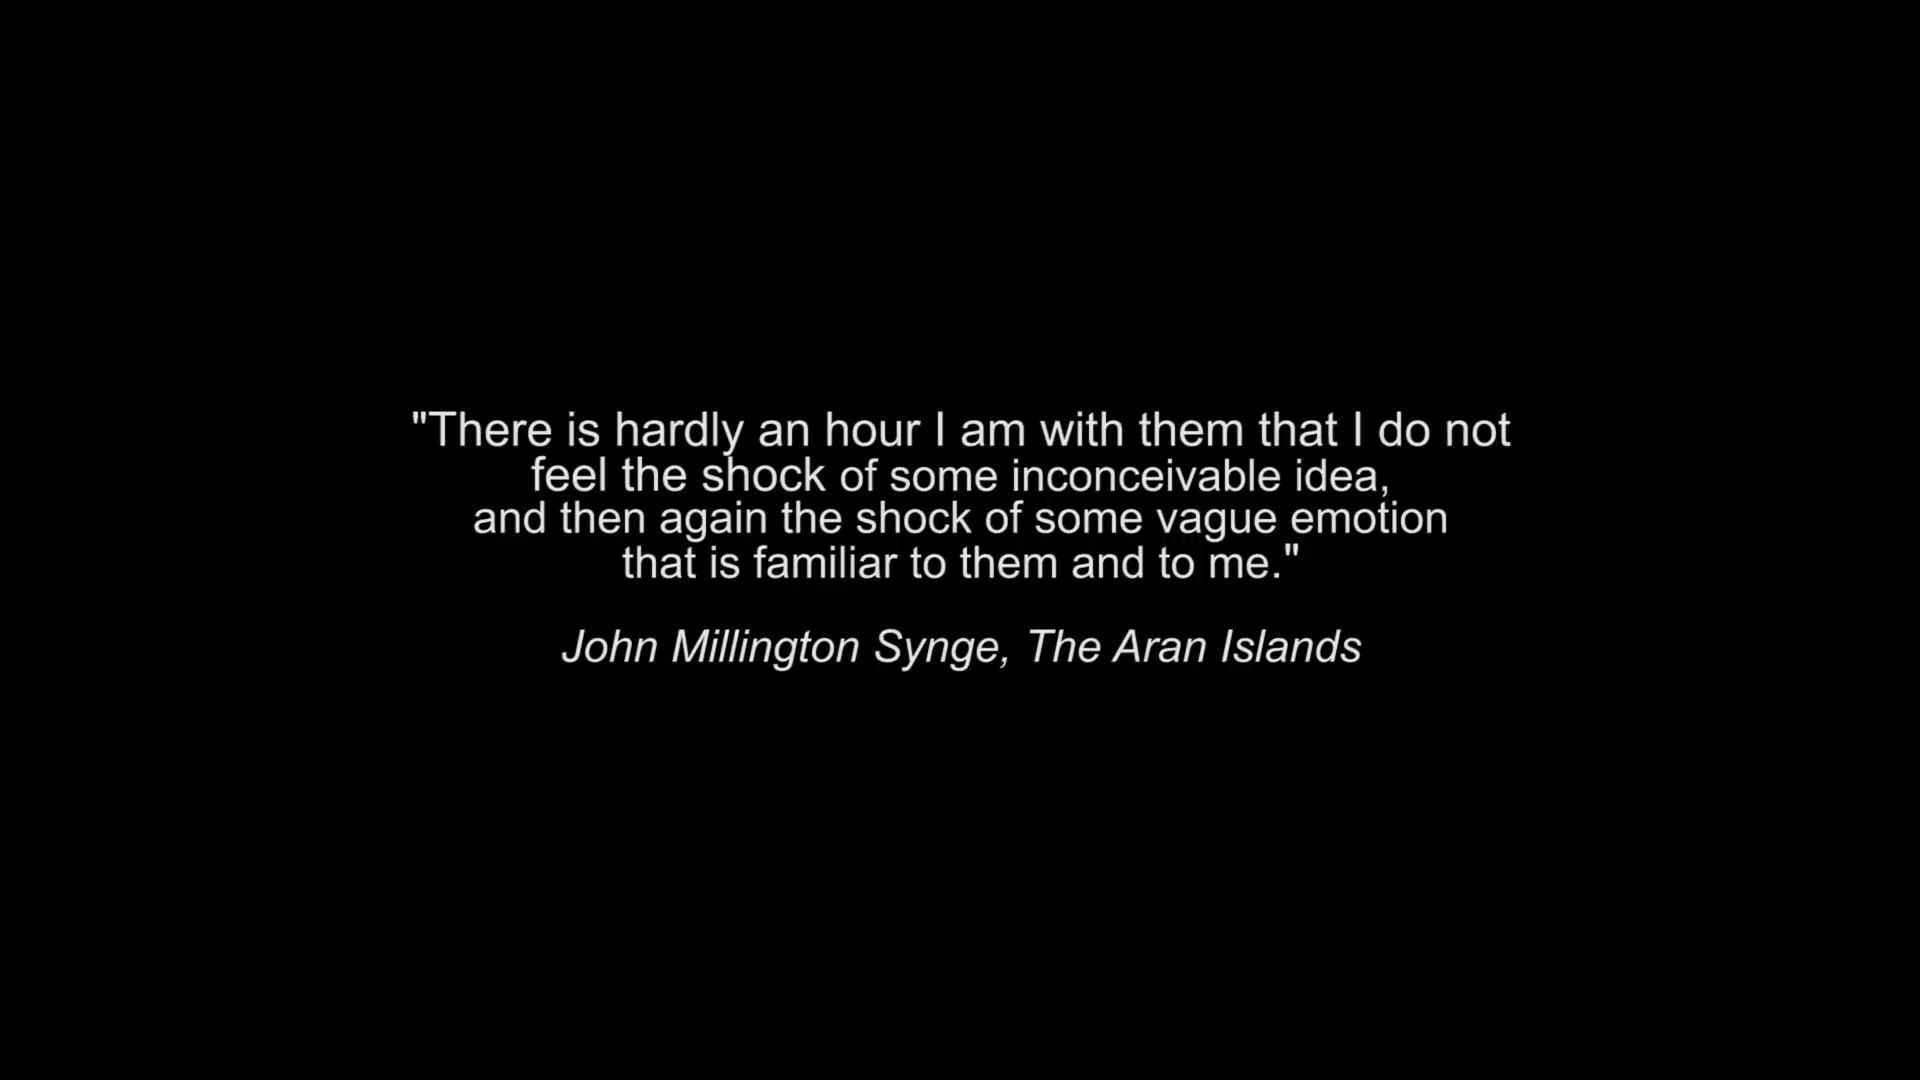 "There is hardly an hour I am with them that I do not
feel the shock of some inconceivable idea,
and then again the shock of some vague emotion
that is familiar to them and to me."
John Millington Synge, The Aran Islands